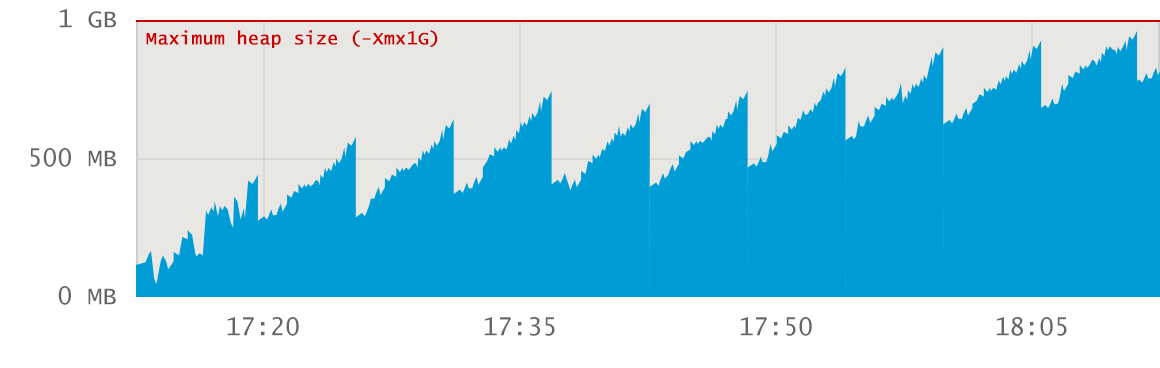 1 GB
Maximum heap size (-Xmx1G)
500 MB
0 MB
17:20 17:35 17:50 18:05